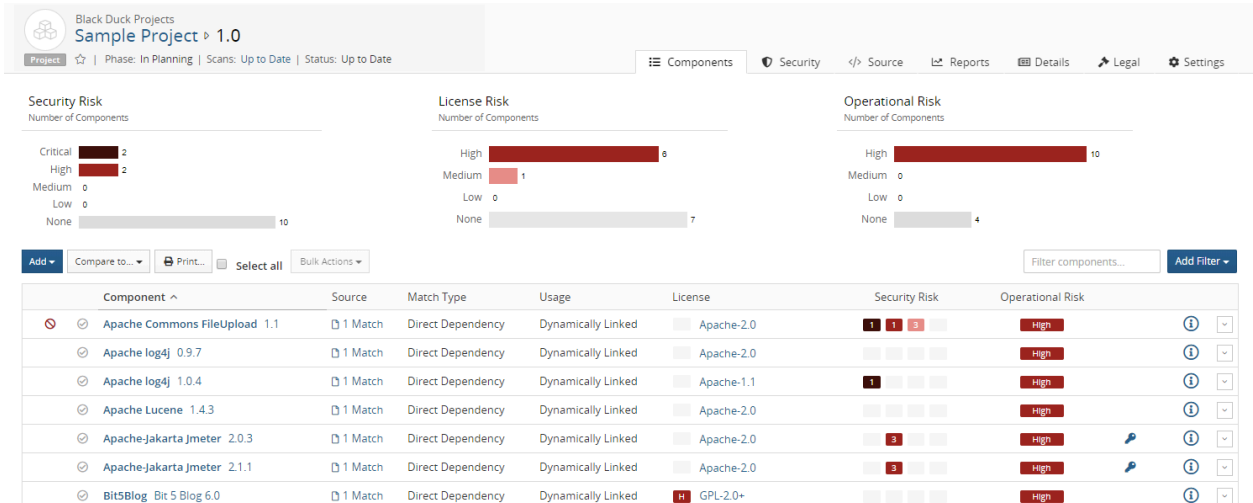 Black Duck Projects
Sample Project 1.0
Project | Phase: In Planning | Scans: Up to Date | Status: Up to Date
Components Security Source Reports Details Legal Settings
Security Risk
Number of Components
Critical 2
High 2
Medium 0
Low 0
None 10
License Risk
Number of Components
High 6
Medium 1
Low 0
None 7
Operational Risk
Number of Components
High 10
Medium 0
Low 0
None 4
Add Compare to... Print... Select all Bulk Actions Filter components... Add Filter
Component Source Match Type Usage License Security Risk Operational Risk
Apache Commons FileUpload 1.1 1 Match Direct Dependency Dynamically Linked Apache-2.0 1 1 3 High
Apache log4j 0.9.7 1 Match Direct Dependency Dynamically Linked Apache-2.0 High
Apache log4j 1.0.4 1 Match Direct Dependency Dynamically Linked Apache-1.1 1 High
Apache Lucene 1.4.3 1 Match Direct Dependency Dynamically Linked Apache-2.0 High
Apache-Jakarta Jmeter 2.0.3 1 Match Direct Dependency Dynamically Linked Apache-2.0 3 High
Apache-Jakarta Jmeter 2.1.1 1 Match Direct Dependency Dynamically Linked Apache-2.0 3 High
Bit5Blog Bit 5 Blog 6.0 1 Match Direct Dependency Dynamically Linked H GPL-2.0+ High